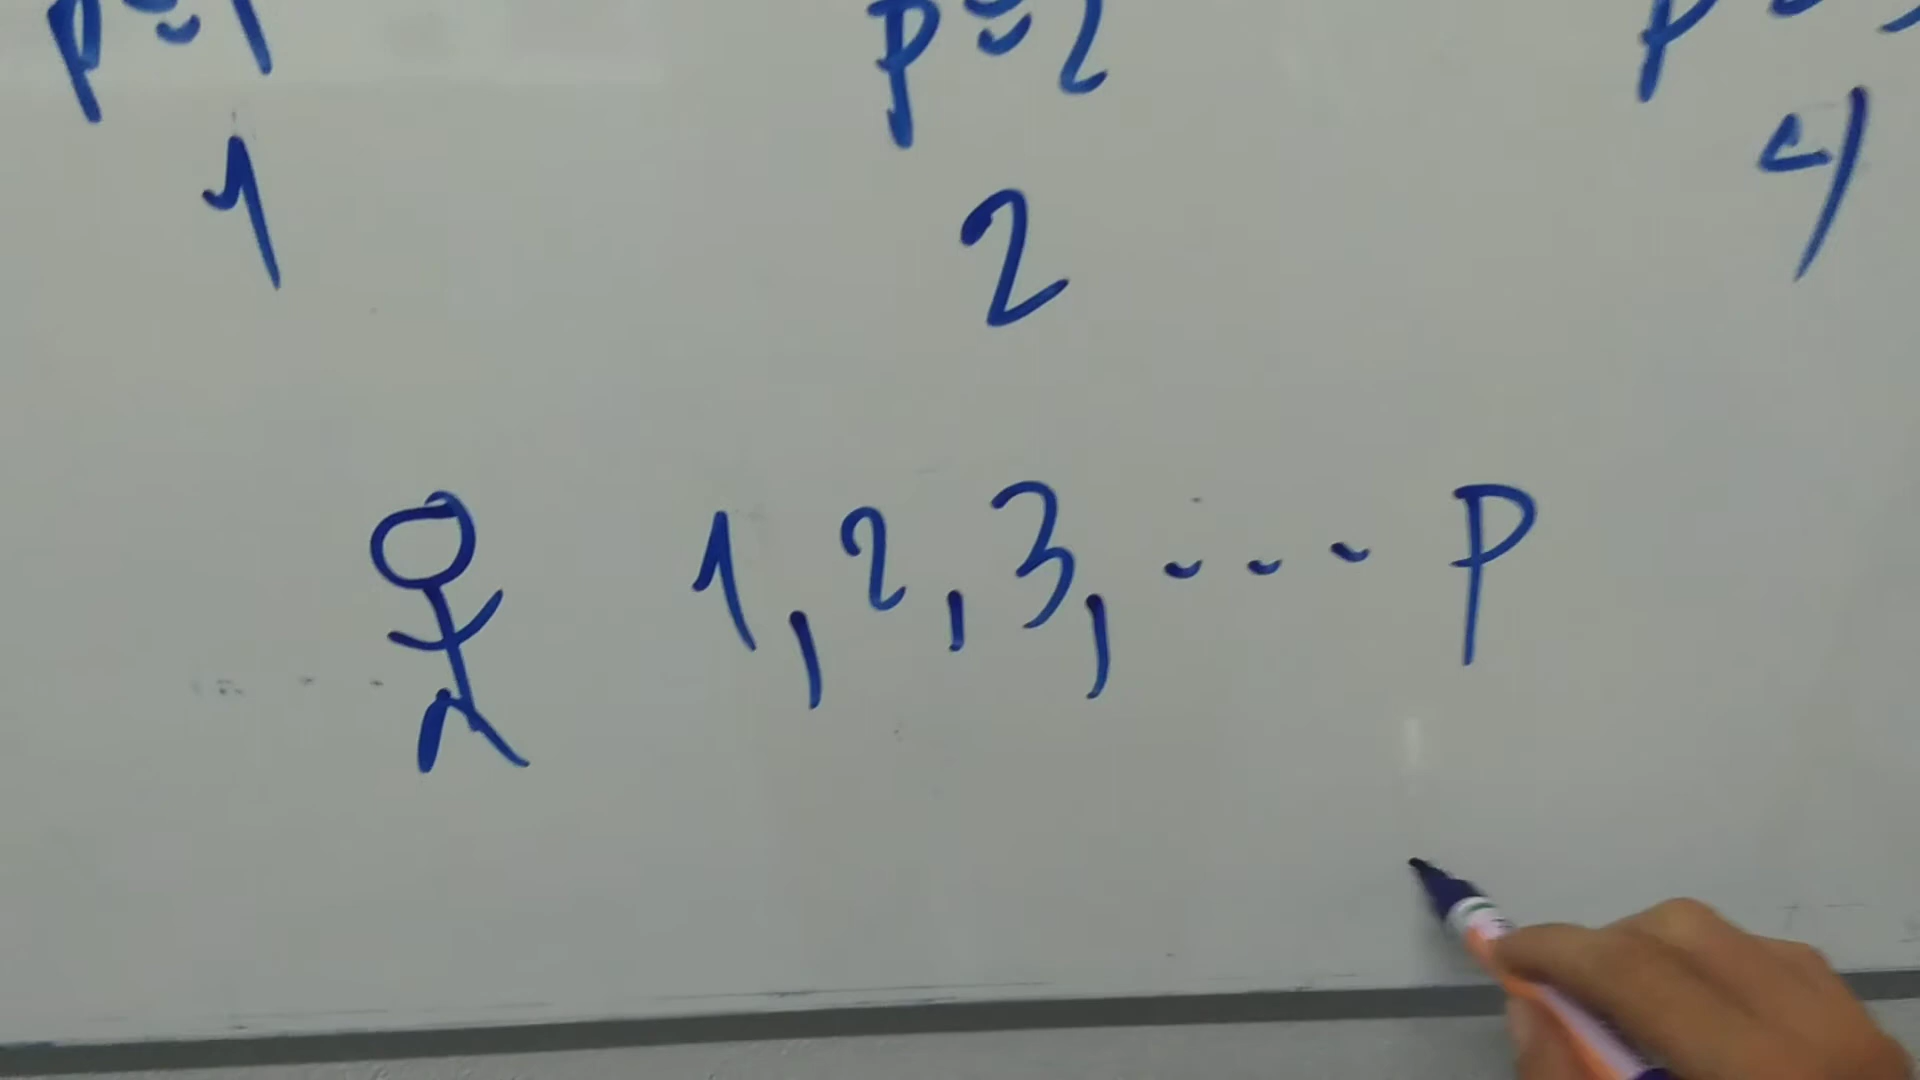 p = 1 p = 2 p =
1 2 4
1, 2, 3, --- P